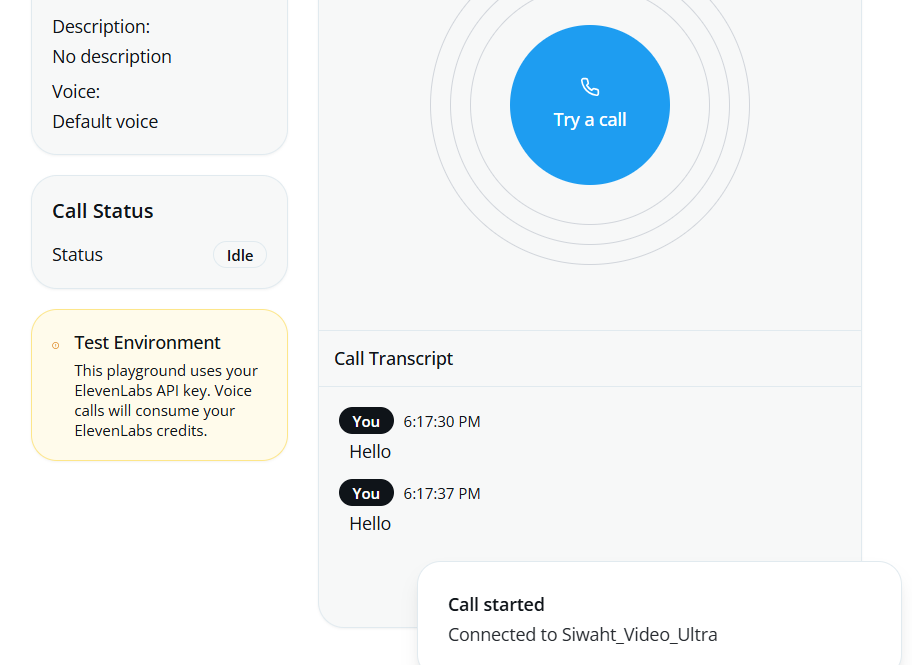 Description:
No description
Voice:
Default voice
Call Status
Status
Idle
Test Environment
This playground uses your
ElevenLabs API key. Voice
calls will consume your
ElevenLabs credits.
Try a call
Call Transcript
You 6:17:30 PM
Hello
You 6:17:37 PM
Hello
Call started
Connected to Siwaht_Video_Ultra